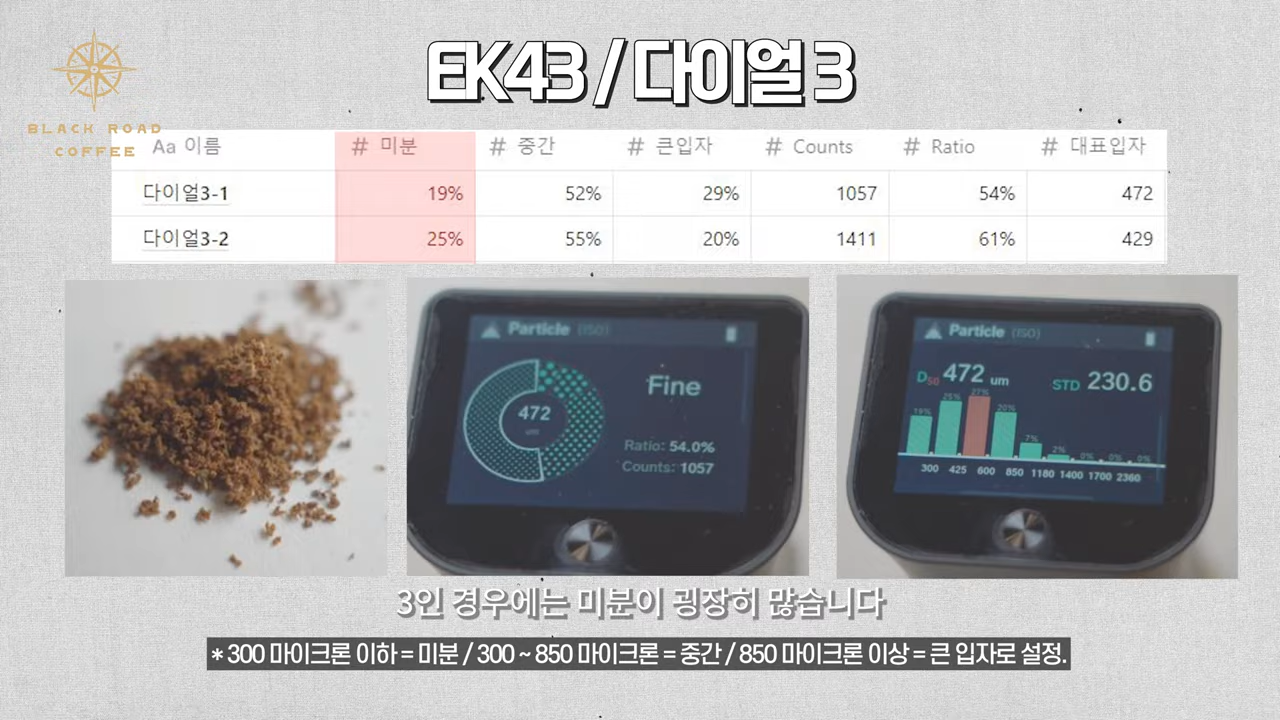 EK43 / 다이얼 3
BLACK ROAD
COFFEE
Aa 이름 # 미분 # 중간 # 큰입자 # Counts # Ratio # 대표입자
다이얼3-1 19% 52% 29% 1057 54% 472
다이얼3-2 25% 55% 20% 1411 61% 429
Particle (ISO)
472
um
Fine
Ratio: 54.0%
Counts: 1057
Particle (ISO)
D50 472 um STD 230.6
19% 25% 27% 20% 7% 2% 0% 0% 0%
300 425 600 850 1180 1400 1700 2360
3인 경우에는 미분이 굉장히 많습니다
* 300 마이크론 이하 = 미분 / 300 ~ 850 마이크론 = 중간 / 850 마이크론 이상 = 큰 입자로 설정.